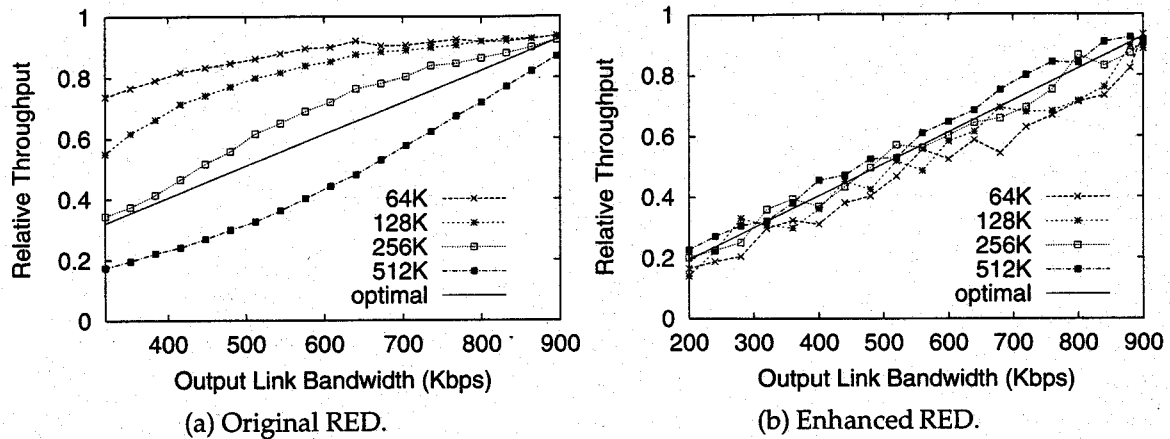 1
0.8
0.6
0.4
0.2
0
Relative Throughput
400 500 600 700 800 900
Output Link Bandwidth (Kbps)
64K
128K
256K
512K
optimal
(a) Original RED.
1
0.8
0.6
0.4
0.2
0
Relative Throughput
200 300 400 500 600 700 800 900
Output Link Bandwidth (Kbps)
64K
128K
256K
512K
optimal
(b) Enhanced RED.